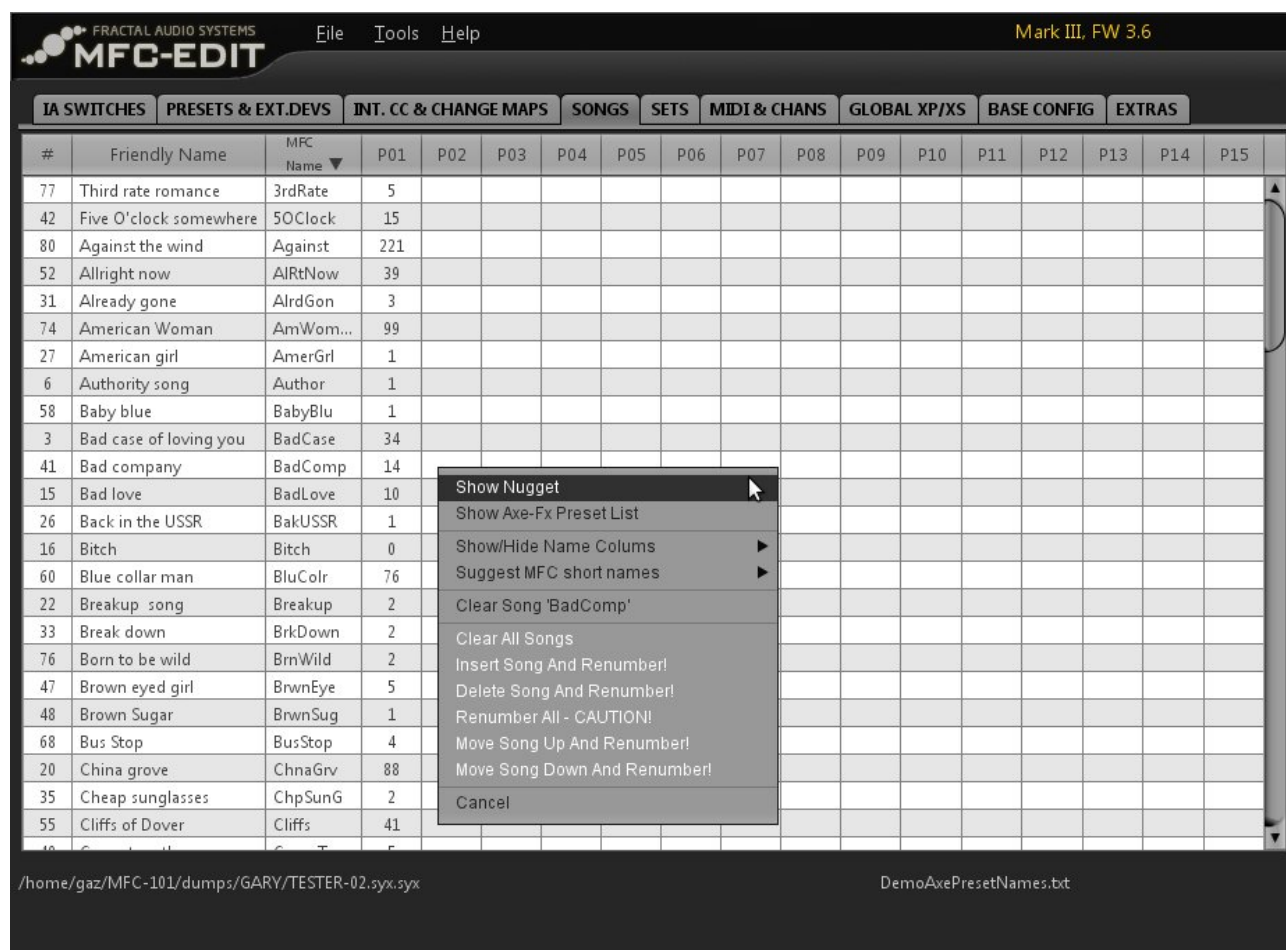 FRACTAL AUDIO SYSTEMS
MFC-EDIT
File Tools Help
Mark III, FW 3.6
IA SWITCHES PRESETS & EXT.DEVS INT. CC & CHANGE MAPS SONGS SETS MIDI & CHANS GLOBAL XP/XS BASE CONFIG EXTRAS
# Friendly Name MFC Name ▼ P01 P02 P03 P04 P05 P06 P07 P08 P09 P10 P11 P12 P13 P14 P15
77 Third rate romance 3rdRate 5
42 Five O'clock somewhere 5OClock 15
80 Against the wind Against 221
52 Allright now AlRtNow 39
31 Already gone AlrdGon 3
74 American Woman AmWom... 99
27 American girl AmerGrl 1
6 Authority song Author 1
58 Baby blue BabyBlu 1
3 Bad case of loving you BadCase 34
41 Bad company BadComp 14
15 Bad love BadLove 10
26 Back in the USSR BakUSSR 1
16 Bitch Bitch 0
60 Blue collar man BluColr 76
22 Breakup song Breakup 2
33 Break down BrkDown 2
76 Born to be wild BrnWild 2
47 Brown eyed girl BrwnEye 5
48 Brown Sugar BrwnSug 1
68 Bus Stop BusStop 4
20 China grove ChnaGrv 88
35 Cheap sunglasses ChpSunG 2
55 Cliffs of Dover Cliffs 41
Show Nugget
Show Axe-Fx Preset List
Show/Hide Name Colums
Suggest MFC short names
Clear Song 'BadComp'
Clear All Songs
Insert Song And Renumber!
Delete Song And Renumber!
Renumber All - CAUTION!
Move Song Up And Renumber!
Move Song Down And Renumber!
Cancel
/home/gaz/MFC-101/dumps/GARY/TESTER-02.syx.syx
DemoAxePresetNames.txt